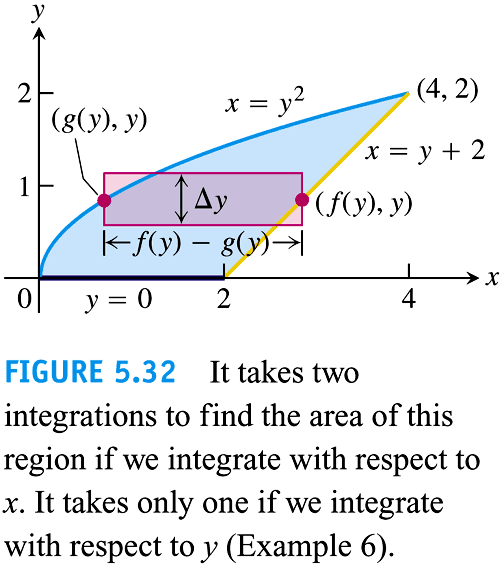 y
2
(g(y), y)
x = y²
(4, 2)
x = y + 2
1
Δy
(f(y), y)
f(y) − g(y)
x
0
y = 0
2
4
FIGURE 5.32 It takes two
integrations to find the area of this
region if we integrate with respect to
x. It takes only one if we integrate
with respect to y (Example 6).